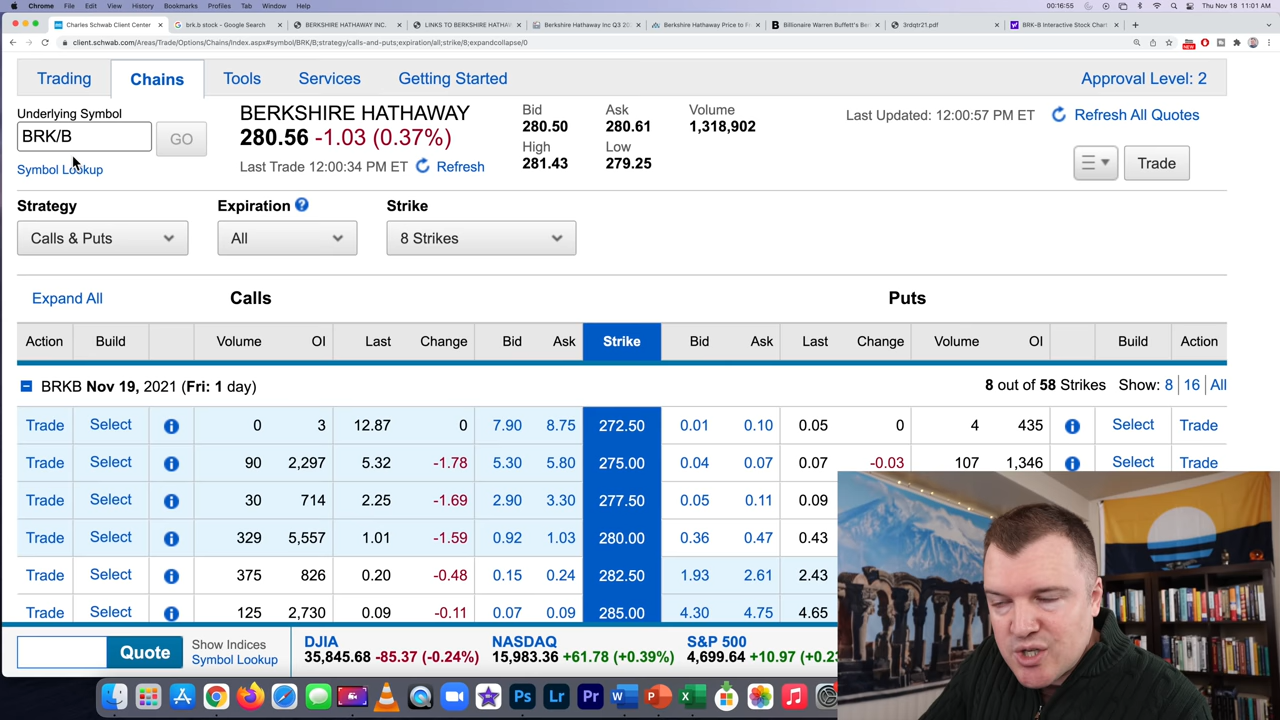 Chrome File Edit View History Bookmarks Profiles Tab Window Help 00:16:55 Thu Nov 18 11:01 AM
Charles Schwab Client Center × brk.b stock - Google Search × BERKSHIRE HATHAWAY INC. × LINKS TO BERKSHIRE HATHAW × Berkshire Hathaway Inc Q3 20 × Berkshire Hathaway Price to F × Billionaire Warren Buffett's Ber × 3rdqtr21.pdf × BRK-B Interactive Stock Chart × +
client.schwab.com/Areas/Trade/Options/Chains/Index.aspx#symbol/BRK/B;strategy/calls-and-puts;expiration/all;strike/8;expandcollapse/0
Trading Chains Tools Services Getting Started Approval Level: 2
Underlying Symbol
BRK/B GO
Symbol Lookup
BERKSHIRE HATHAWAY
280.56 -1.03 (0.37%)
Last Trade 12:00:34 PM ET Refresh
Bid Ask Volume
280.50 280.61 1,318,902
High Low
281.43 279.25
Last Updated: 12:00:57 PM ET Refresh All Quotes
Trade
Strategy Expiration ? Strike
Calls & Puts All 8 Strikes
Expand All Calls Puts
Action Build Volume OI Last Change Bid Ask Strike Bid Ask Last Change Volume OI Build Action
BRKB Nov 19, 2021 (Fri: 1 day) 8 out of 58 Strikes Show: 8 | 16 | All
Trade Select i 0 3 12.87 0 7.90 8.75 272.50 0.01 0.10 0.05 0 4 435 i Select Trade
Trade Select i 90 2,297 5.32 -1.78 5.30 5.80 275.00 0.04 0.07 0.07 -0.03 107 1,346 i Select Trade
Trade Select i 30 714 2.25 -1.69 2.90 3.30 277.50 0.05 0.11 0.09
Trade Select i 329 5,557 1.01 -1.59 0.92 1.03 280.00 0.36 0.47 0.43
Trade Select i 375 826 0.20 -0.48 0.15 0.24 282.50 1.93 2.61 2.43
Trade Select i 125 2,730 0.09 -0.11 0.07 0.09 285.00 4.30 4.75 4.65
Quote Show Indices
Symbol Lookup
DJIA NASDAQ S&P 500
35,845.68 -85.37 (-0.24%) 15,983.36 +61.78 (+0.39%) 4,699.64 +10.97 (+0.2
Ps Lr Pr W P X